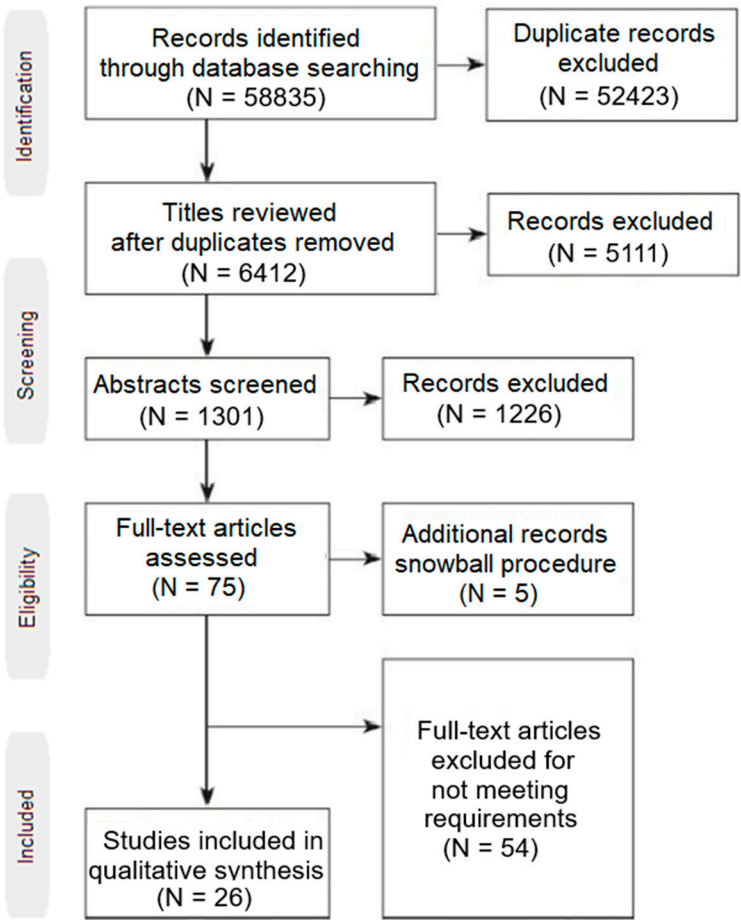 Identification
Records identified
through database searching
(N = 58835)
Duplicate records
excluded
(N = 52423)
Titles reviewed
after duplicates removed
(N = 6412)
Records excluded
(N = 5111)
Screening
Abstracts screened
(N = 1301)
Records excluded
(N = 1226)
Eligibility
Full-text articles
assessed
(N = 75)
Additional records
snowball procedure
(N = 5)
Full-text articles
excluded for
not meeting
requirements
(N = 54)
Included
Studies included in
qualitative synthesis
(N = 26)